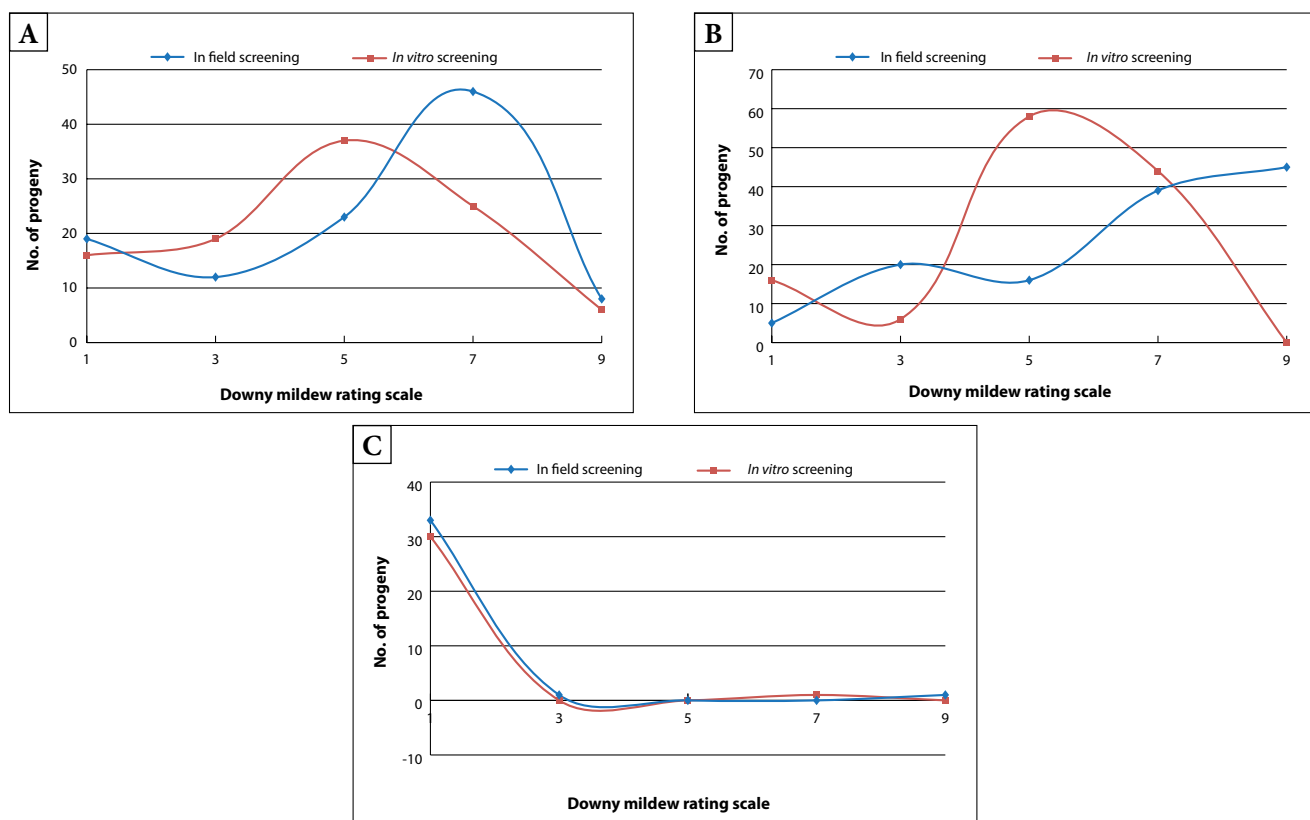 A
In field screening
In vitro screening
50
40
30
20
10
0
No. of progeny
1 3 5 7 9
Downy mildew rating scale
B
In field screening
In vitro screening
70
60
50
40
30
20
10
0
No. of progeny
1 3 5 7 9
Downy mildew rating scale
C
In field screening
In vitro screening
40
30
20
10
0
-10
No. of progeny
1 3 5 7 9
Downy mildew rating scale